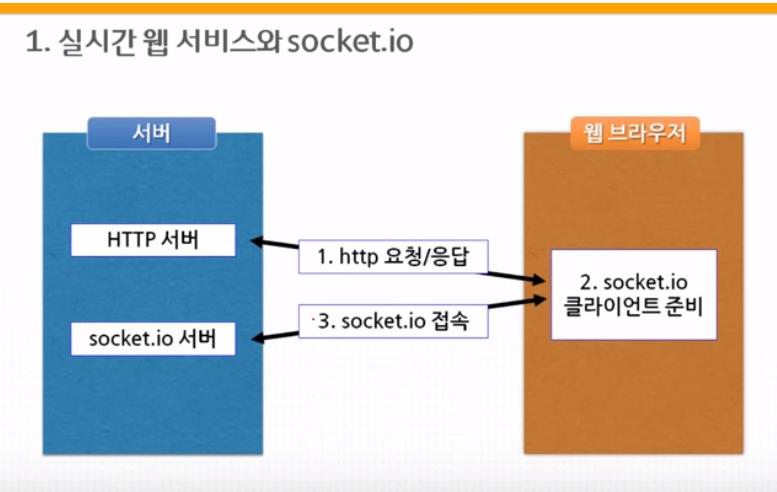 1. 실시간 웹 서비스와 socket.io
서버
웹 브라우저
HTTP 서버
1. http 요청/응답
2. socket.io
클라이언트 준비
3. socket.io 접속
socket.io 서버